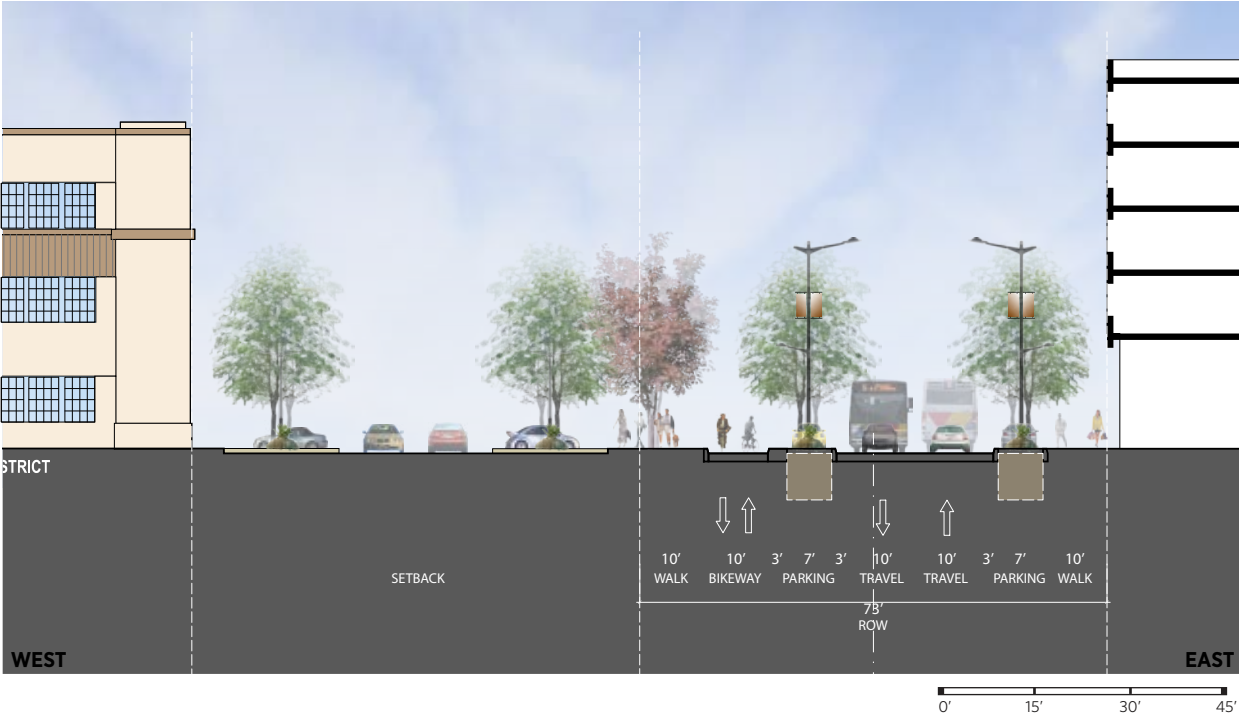 STRICT
10’ 10’ 3’ 7’ 3’ 10’ 10’ 3’ 7’ 10’
WALK BIKEWAY PARKING TRAVEL TRAVEL PARKING WALK
SETBACK
73’
ROW
WEST EAST
0’ 15’ 30’ 45’